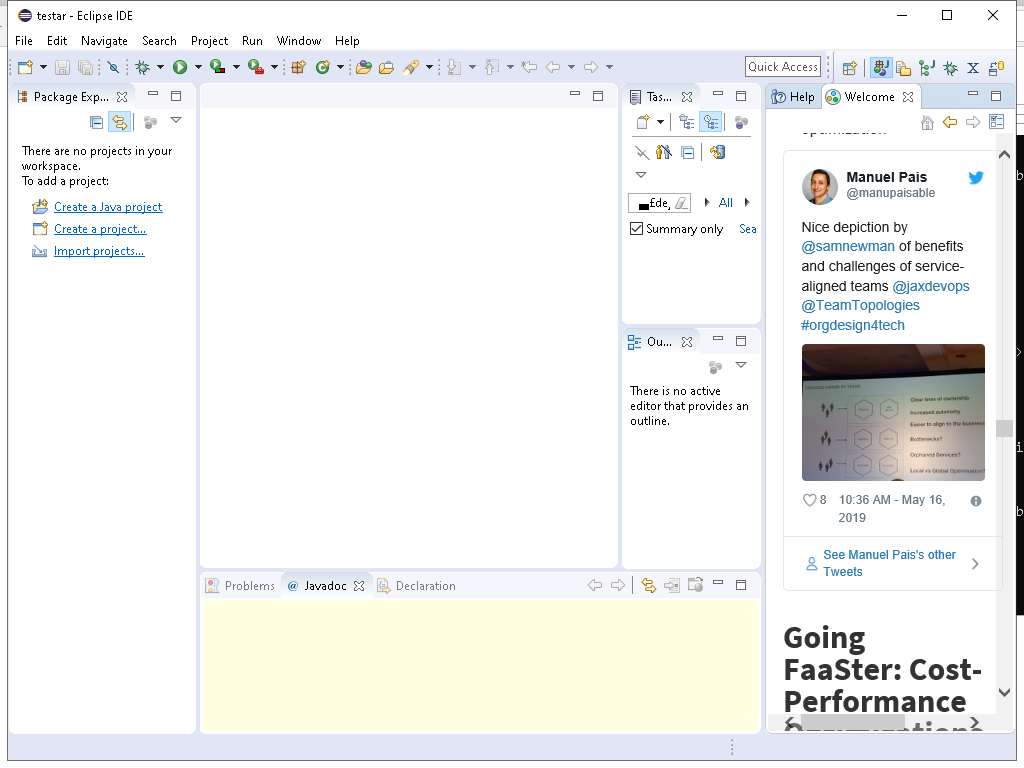 testar - Eclipse IDE
File Edit Navigate Search Project Run Window Help
Quick Access
Package Exp...
There are no projects in your
workspace.
To add a project:
Create a Java project
Create a project...
Import projects...
Tas...
£de,
All
Summary only
Sea
Ou...
There is no active
editor that provides an
outline.
Problems
@ Javadoc
Declaration
Help
Welcome
Manuel Pais
@manupaisable
Nice depiction by
@samnewman of benefits
and challenges of service-
aligned teams @jaxdevops
@TeamTopologies
#orgdesign4tech
Clear lines of ownership
Increased autonomy
Easier to align to the business
Bottlenecks?
Orphaned Services?
Local vs Global Optimisation?
8 10:36 AM - May 16,
2019
See Manuel Pais's other
Tweets
Going
FaaSter: Cost-
Performance